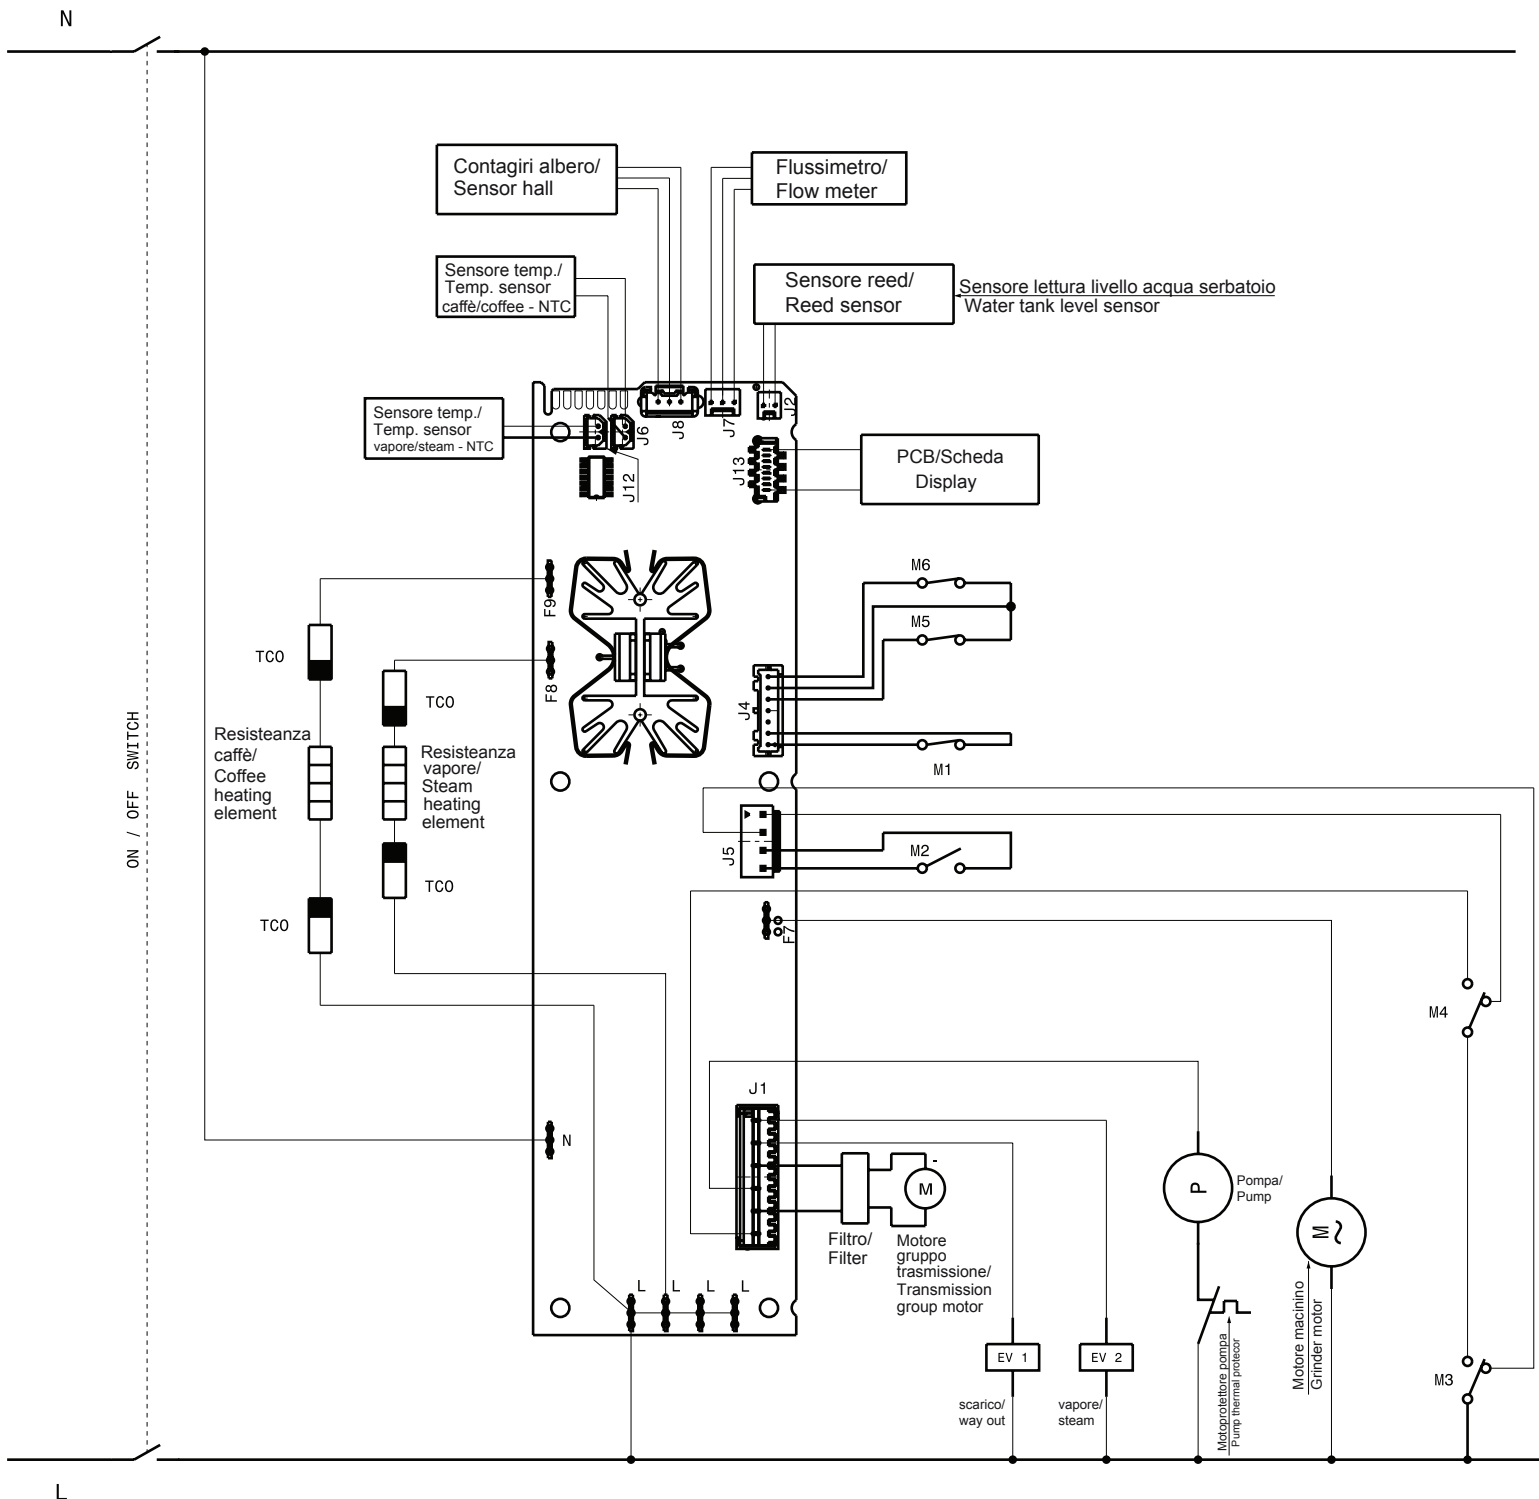 N
Contagiri albero/
Sensor hall
Flussimetro/
Flow meter
Sensore temp./
Temp. sensor
caffè/coffee - NTC
Sensore reed/
Reed sensor
Sensore lettura livello acqua serbatoio
Water tank level sensor
Sensore temp./
Temp. sensor
vapore/steam - NTC
J6
J8
J7
J2
J12
J13
PCB/Scheda
Display
F9
F8
M6
M5
J4
M1
TCO
TCO
Resisteanza
caffè/
Coffee
heating
element
Resisteanza
vapore/
Steam
heating
element
TCO
TCO
ON / OFF SWITCH
J5
M2
F7
M4
J1
N
-
M
P
Pompa/
Pump
M
Filtro/
Filter
Motore
gruppo
trasmissione/
Transmission
group motor
L
L
L
L
EV 1
EV 2
scarico/
way out
vapore/
steam
Motoprotettore pompa
Pump thermal protecor
Motore macinino
Grinder motor
M3
L